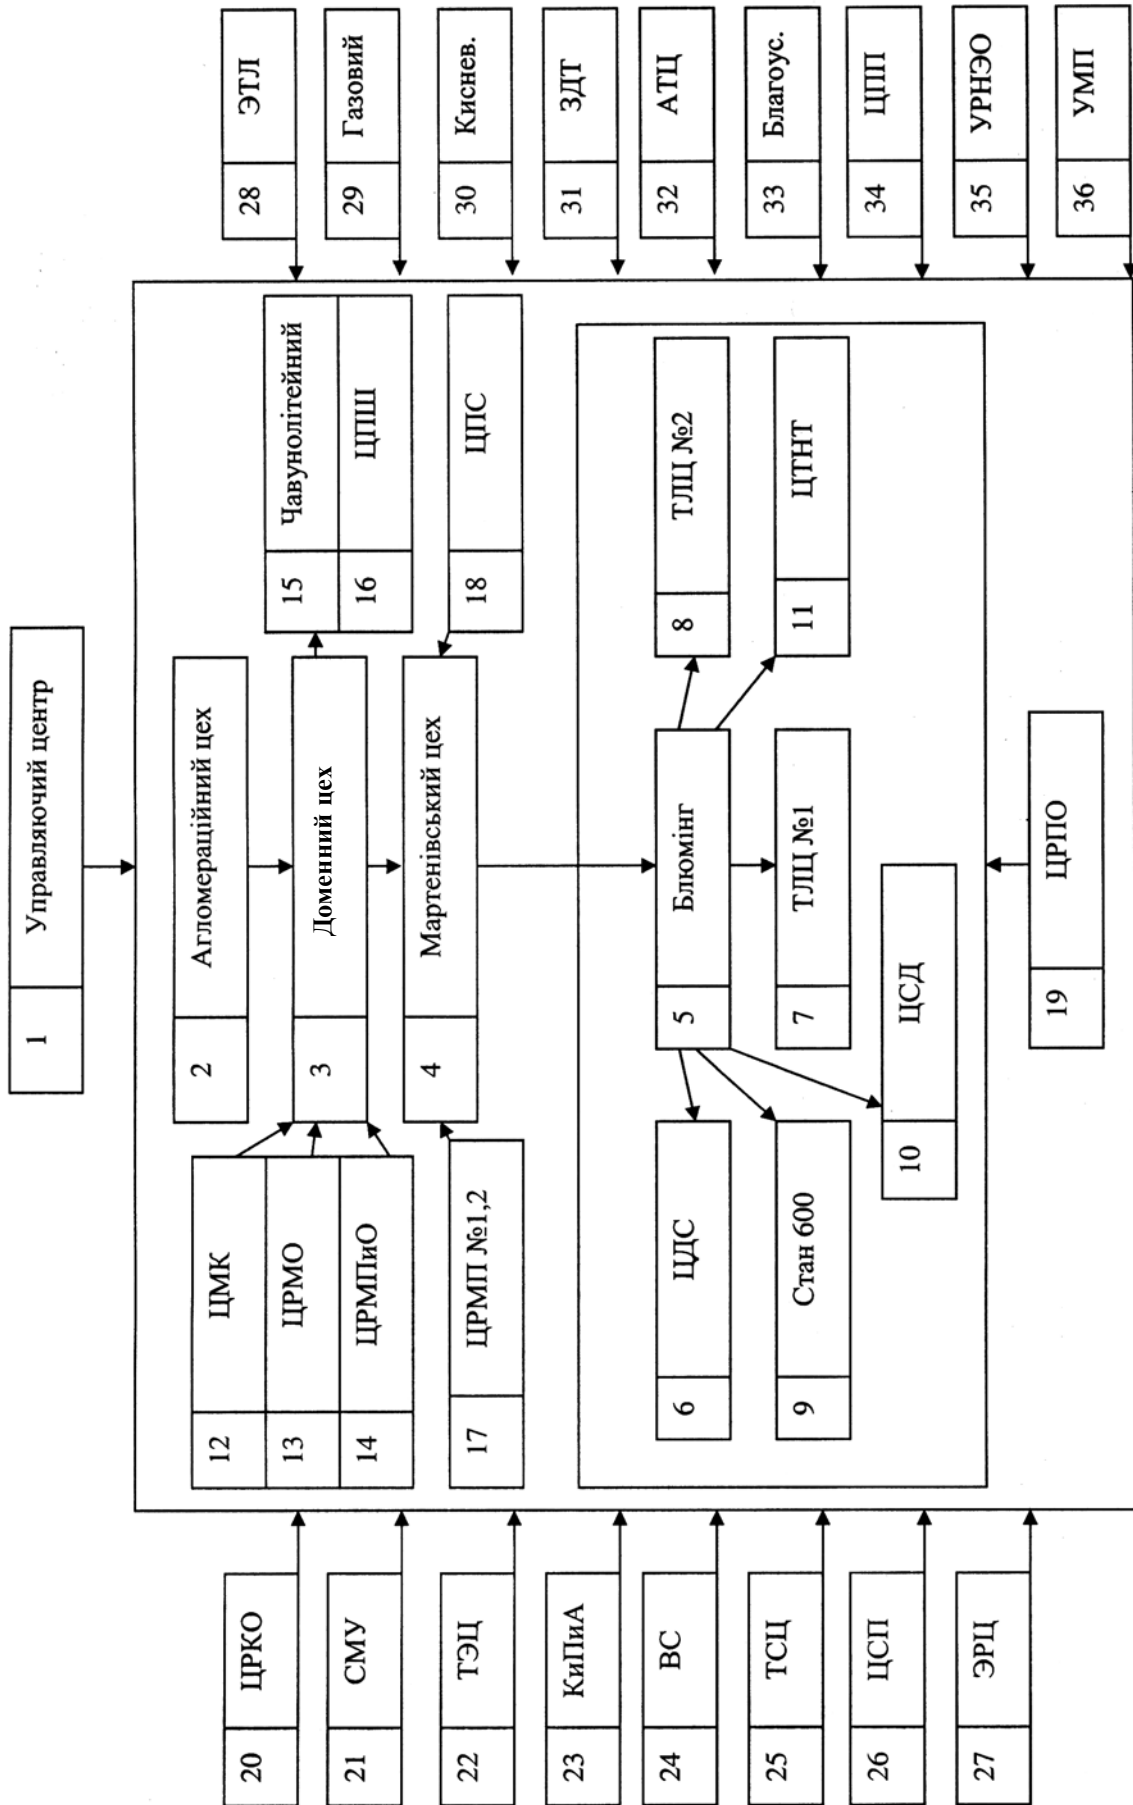 1 Управляючий центр
2 Агломераційний цех
3 Доменний цех
4 Мартенівський цех
12 ЦМК
13 ЦРМО
14 ЦРМПиО
17 ЦРМП №1,2
15 Чавунолітейний
16 ЦПШ
18 ЦПС
5 Блюмінг
6 ЦДС
9 Стан 600
10 ЦСД
7 ТЛЦ №1
8 ТЛЦ №2
11 ЦТНТ
19 ЦРПО
20 ЦРКО
21 СМУ
22 ТЭЦ
23 КиПиА
24 ВС
25 ТСЦ
26 ЦСП
27 ЭРЦ
28 ЭТЛ
29 Газовий
30 Киснев.
31 ЗДТ
32 АТЦ
33 Благоус.
34 ЦПП
35 УРНЭО
36 УМП